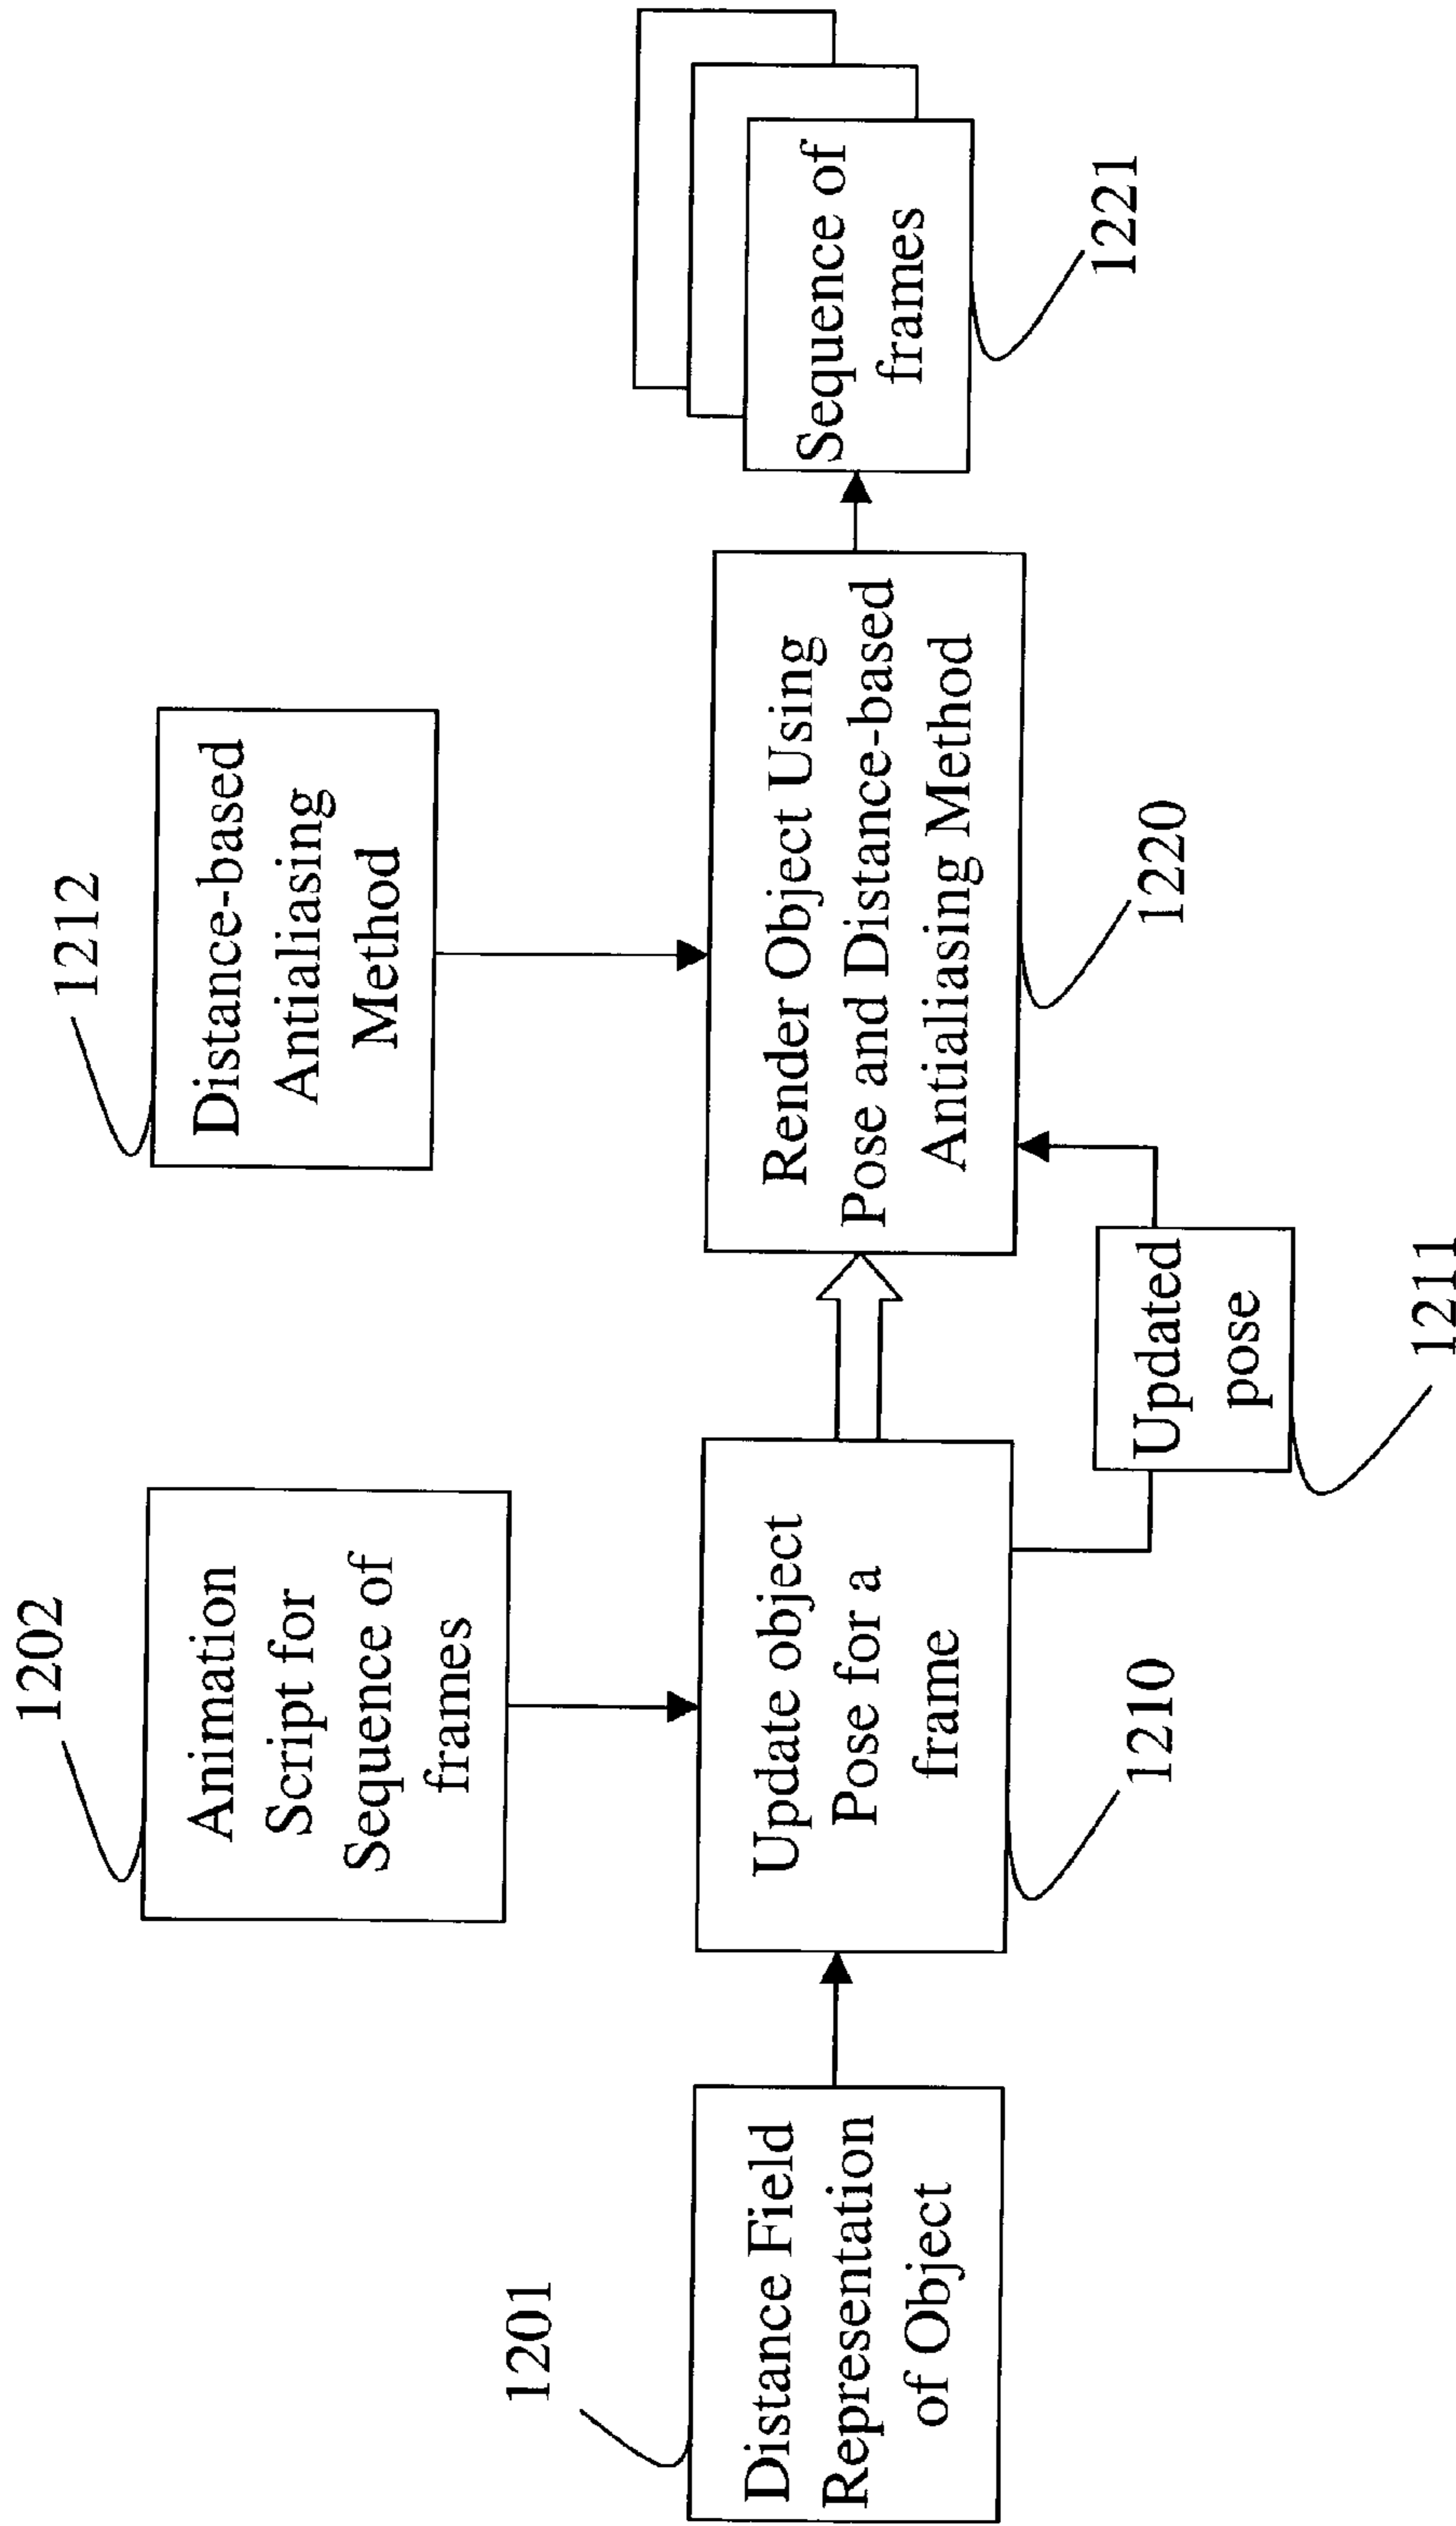 1202
Animation
Script for
Sequence of
frames
1212
Distance-based
Antialiasing
Method
1201
Distance Field
Representation
of Object
Update object
Pose for a
frame
1210
Render Object Using
Pose and Distance-based
Antialiasing Method
1220
Sequence of
frames
1221
Updated
pose
1211